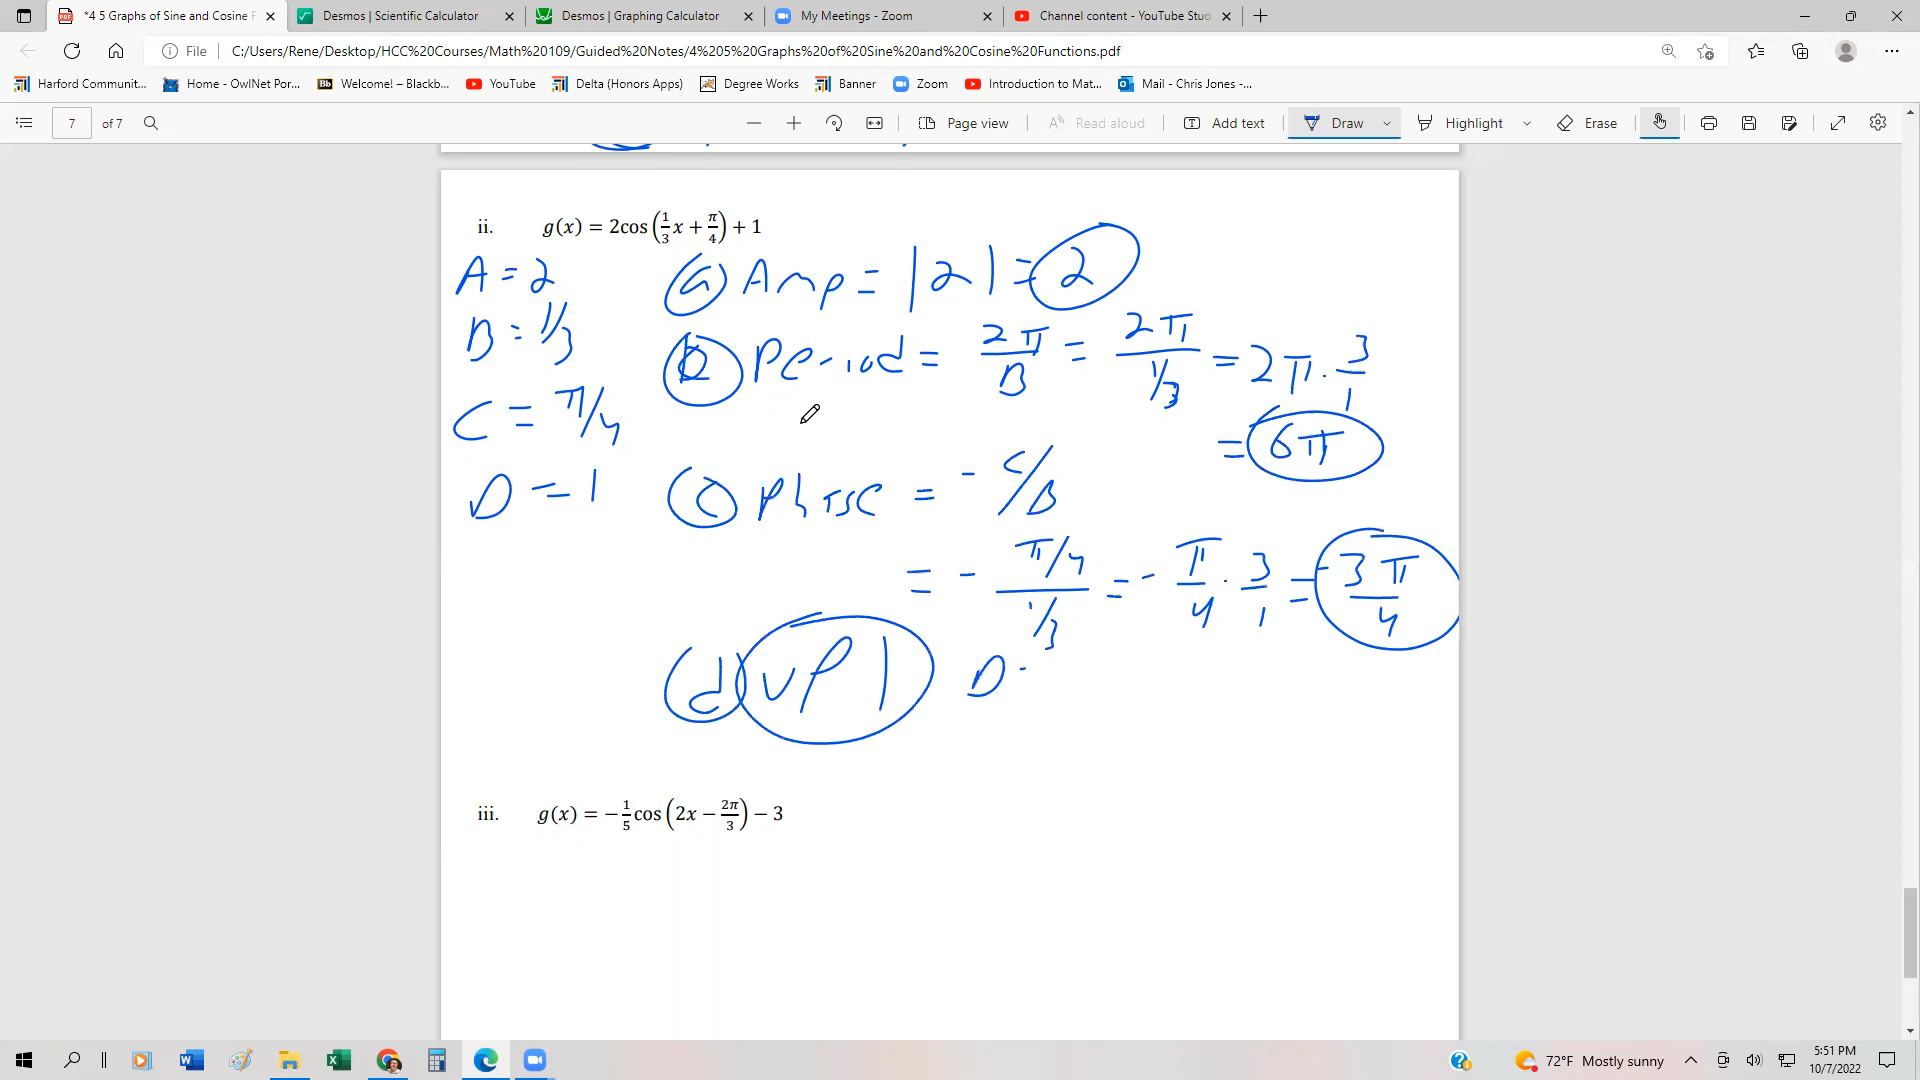 *4 5 Graphs of Sine and Cosine F
Desmos | Scientific Calculator
Desmos | Graphing Calculator
My Meetings - Zoom
Channel content - YouTube Stud
File
C:/Users/Rene/Desktop/HCC%20Courses/Math%20109/Guided%20Notes/4%205%20Graphs%20of%20Sine%20and%20Cosine%20Functions.pdf
Harford Communit...
Home - OwlNet Por...
Welcome! – Blackb...
YouTube
Delta (Honors Apps)
Degree Works
Banner
Zoom
Introduction to Mat...
Mail - Chris Jones -...
7 of 7
Page view
Read aloud
Add text
Draw
Highlight
Erase
ii. g(x) = 2cos(1/3 x + π/4) + 1
A = 2
(a) Amp = |2| = 2
B = 1/3
(b) Period = 2π/B = 2π/(1/3) = 2π · 3/1
= 6π
C = π/4
D = 1
(c) Phase = - C/B
= - (π/4)/(1/3) = - π/4 · 3/1 = -3π/4
(d) up 1 D
iii. g(x) = −1/5 cos(2x − 2π/3) − 3
72°F Mostly sunny
5:51 PM
10/7/2022